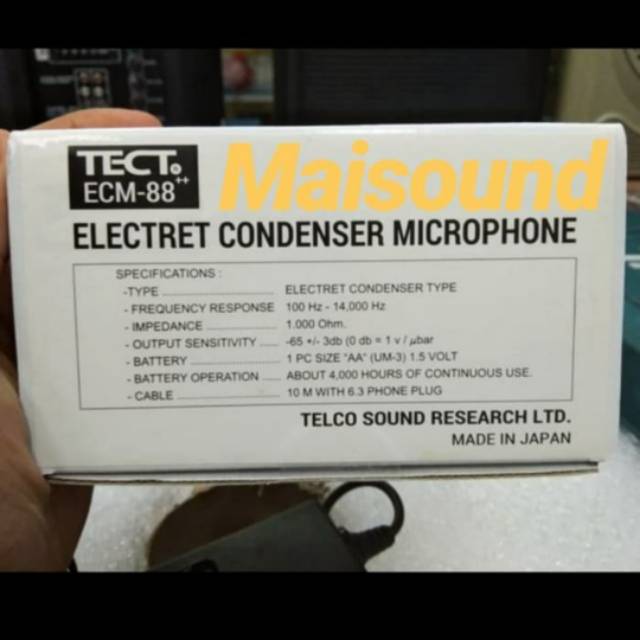 TECT®
ECM-88++
Maisound
ELECTRET CONDENSER MICROPHONE
SPECIFICATIONS :
-TYPE ELECTRET CONDENSER TYPE
- FREQUENCY RESPONSE 100 Hz - 14,000 Hz
- IMPEDANCE 1.000 Ohm.
- OUTPUT SENSITIVITY -65 +/- 3db (0 db = 1 v / µbar
- BATTERY 1 PC SIZE "AA" (UM-3) 1.5 VOLT
- BATTERY OPERATION ABOUT 4,000 HOURS OF CONTINUOUS USE.
- CABLE 10 M WITH 6.3 PHONE PLUG
TELCO SOUND RESEARCH LTD.
MADE IN JAPAN